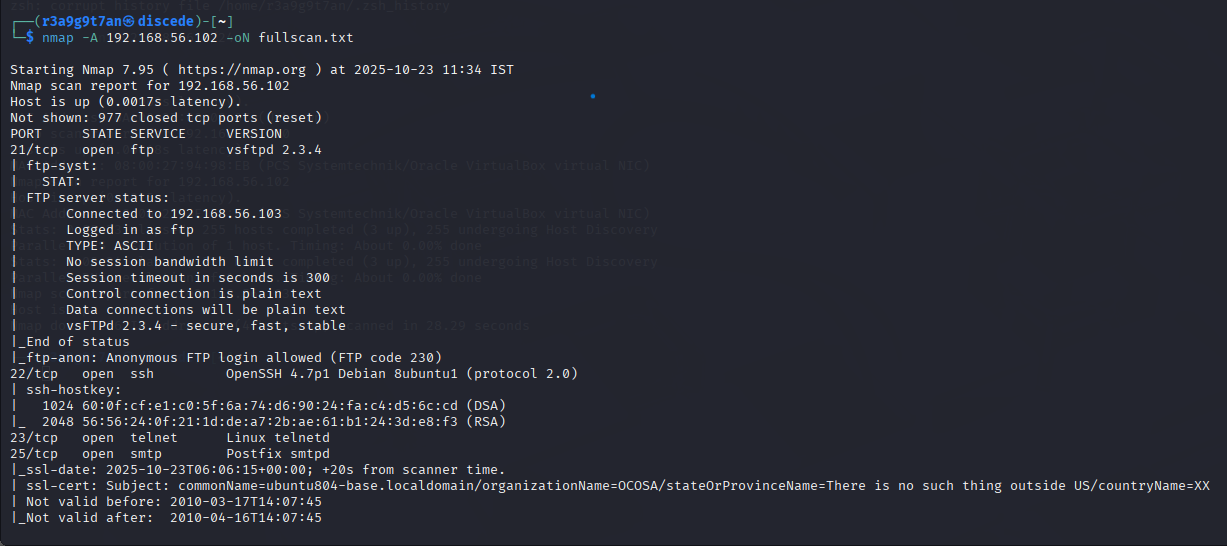 zsh: corrupt history file /home/r3a9g9t7an/.zsh_history
┌──(r3a9g9t7an㉿discede)-[~]
└─$ nmap -A 192.168.56.102 -oN fullscan.txt
Starting Nmap 7.95 ( https://nmap.org ) at 2025-10-23 11:34 IST
Nmap scan report for 192.168.56.102
Host is up (0.0017s latency).
Not shown: 977 closed tcp ports (reset)
PORT     STATE SERVICE     VERSION
21/tcp   open  ftp         vsftpd 2.3.4
| ftp-syst:
|   STAT:
| FTP server status:
|      Connected to 192.168.56.103
|      Logged in as ftp
|      TYPE: ASCII
|      No session bandwidth limit
|      Session timeout in seconds is 300
|      Control connection is plain text
|      Data connections will be plain text
|      vsFTPd 2.3.4 - secure, fast, stable
|_End of status
|_ftp-anon: Anonymous FTP login allowed (FTP code 230)
22/tcp   open  ssh         OpenSSH 4.7p1 Debian 8ubuntu1 (protocol 2.0)
| ssh-hostkey:
|   1024 60:0f:cf:e1:c0:5f:6a:74:d6:90:24:fa:c4:d5:6c:cd (DSA)
|_  2048 56:56:24:0f:21:1d:de:a7:2b:ae:61:b1:24:3d:e8:f3 (RSA)
23/tcp   open  telnet      Linux telnetd
25/tcp   open  smtp        Postfix smtpd
|_ssl-date: 2025-10-23T06:06:15+00:00; +20s from scanner time.
| ssl-cert: Subject: commonName=ubuntu804-base.localdomain/organizationName=OCOSA/stateOrProvinceName=There is no such thing outside US/countryName=XX
| Not valid before: 2010-03-17T14:07:45
|_Not valid after:  2010-04-16T14:07:45